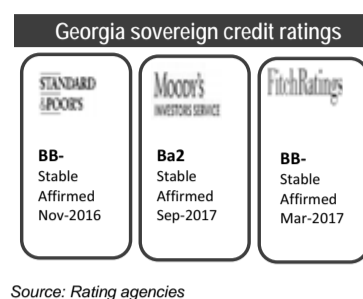 Georgia sovereign credit ratings
STANDARD
&POOR'S
BB-
Stable
Affirmed
Nov-2016
MOODY'S
INVESTORS SERVICE
Ba2
Stable
Affirmed
Sep-2017
FitchRatings
BB-
Stable
Affirmed
Mar-2017
Source: Rating agencies